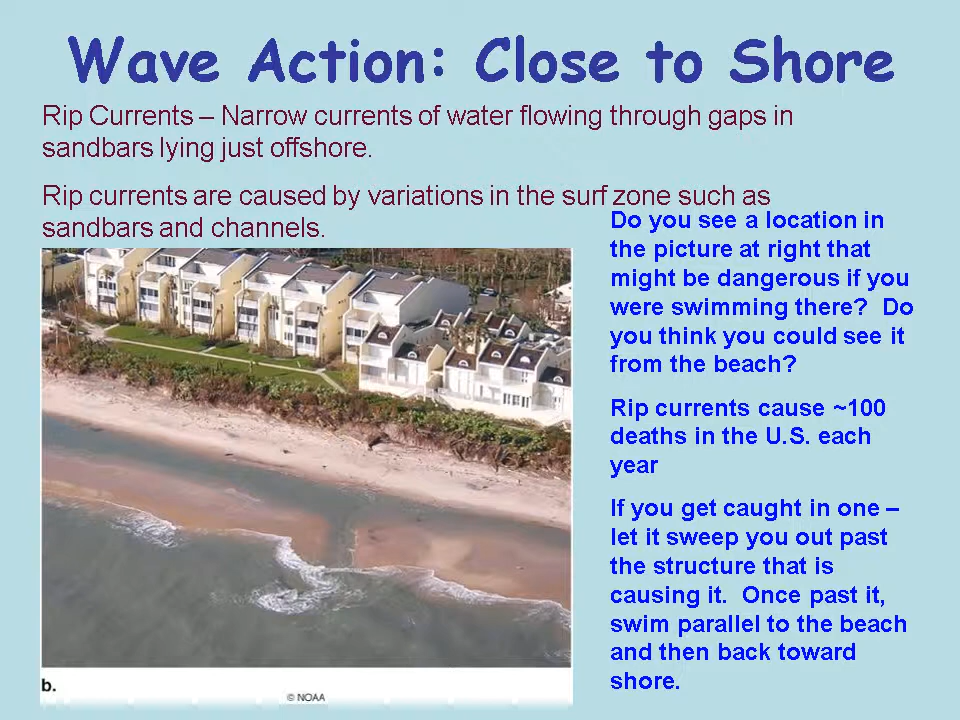 Wave Action: Close to Shore
Rip Currents – Narrow currents of water flowing through gaps in
sandbars lying just offshore.
Rip currents are caused by variations in the surf zone such as
sandbars and channels.
Do you see a location in
the picture at right that
might be dangerous if you
were swimming there?  Do
you think you could see it
from the beach?
Rip currents cause ~100
deaths in the U.S. each
year
If you get caught in one –
let it sweep you out past
the structure that is
causing it.  Once past it,
swim parallel to the beach
and then back toward
shore.
b.
© NOAA